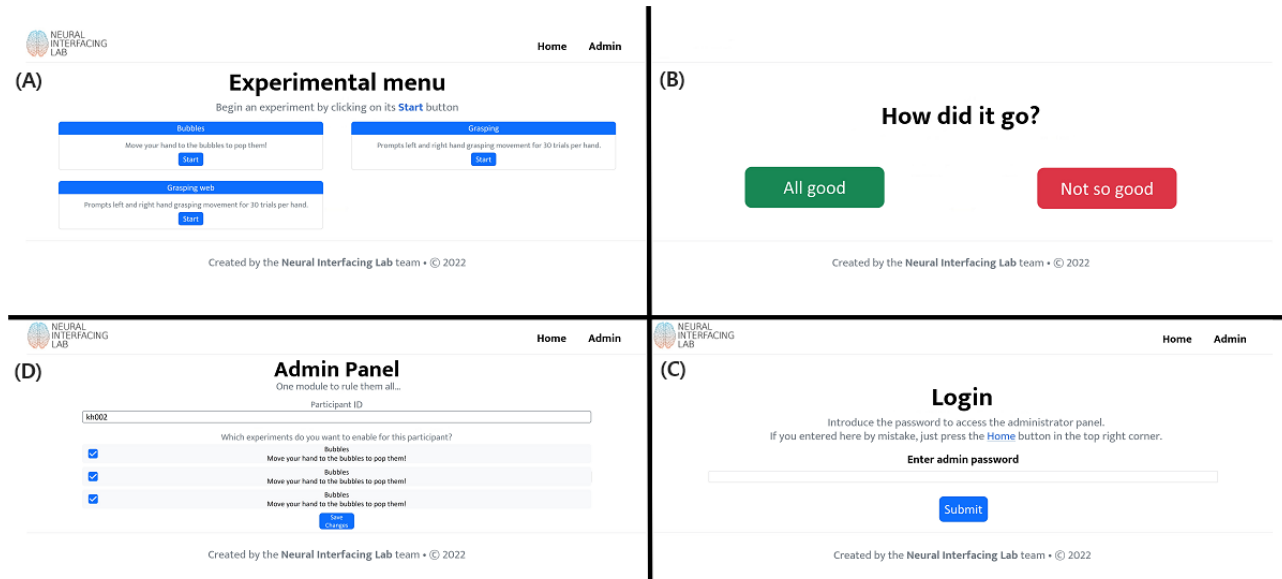 NEURAL
INTERFACING
LAB
Home Admin
(A)
Experimental menu
Begin an experiment by clicking on its Start button
Bubbles
Move your hand to the bubbles to pop them!
Start
Grasping
Prompts left and right hand grasping movement for 30 trials per hand.
Start
Grasping web
Prompts left and right hand grasping movement for 30 trials per hand.
Start
Created by the Neural Interfacing Lab team • © 2022
(B)
How did it go?
All good Not so good
Created by the Neural Interfacing Lab team • © 2022
NEURAL
INTERFACING
LAB
Home Admin
(D)
Admin Panel
One module to rule them all...
Participant ID
kh002
Which experiments do you want to enable for this participant?
Bubbles
Move your hand to the bubbles to pop them!
Bubbles
Move your hand to the bubbles to pop them!
Bubbles
Move your hand to the bubbles to pop them!
Save
Changes
Created by the Neural Interfacing Lab team • © 2022
NEURAL
INTERFACING
LAB
Home Admin
(C)
Login
Introduce the password to access the administrator panel.
If you entered here by mistake, just press the Home button in the top right corner.
Enter admin password
Submit
Created by the Neural Interfacing Lab team • © 2022